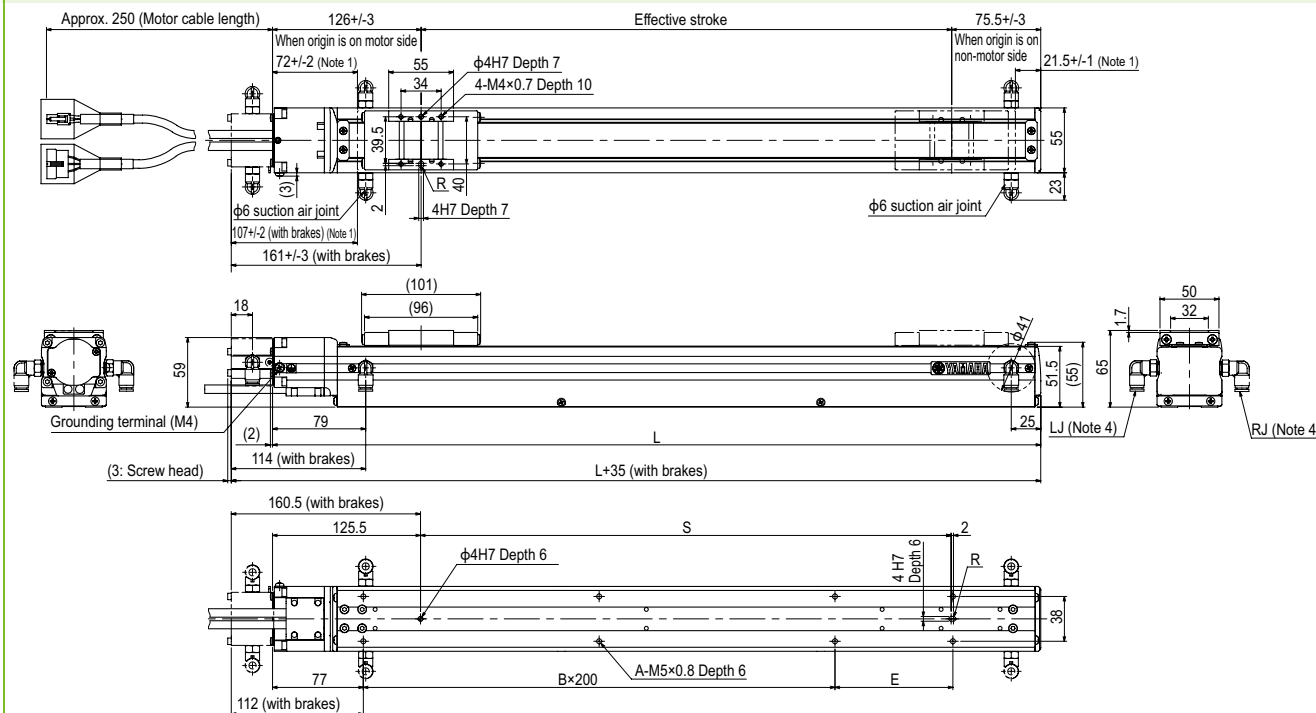 Approx. 250 (Motor cable length)
126+/-3
Effective stroke
75.5+/-3
When origin is on motor side
When origin is on
non-motor side
72+/-2 (Note 1)
55
ϕ4H7 Depth 7
21.5+/-1 (Note 1)
34
4-M4×0.7 Depth 10
39.5
40
55
(3)
R
23
ϕ6 suction air joint
2
4H7 Depth 7
ϕ6 suction air joint
107+/-2 (with brakes) (Note 1)
161+/-3 (with brakes)
(101)
(96)
18
ϕ41
50
32
1.7
59
YAMAHA
51.5
(55)
65
Grounding terminal (M4)
79
25
LJ (Note 4)
RJ (Note 4
(2)
L
114 (with brakes)
(3: Screw head)
L+35 (with brakes)
160.5 (with brakes)
125.5
S
2
ϕ4H7 Depth 6
4 H7
Depth 6
R
38
A-M5×0.8 Depth 6
77
B×200
E
112 (with brakes)